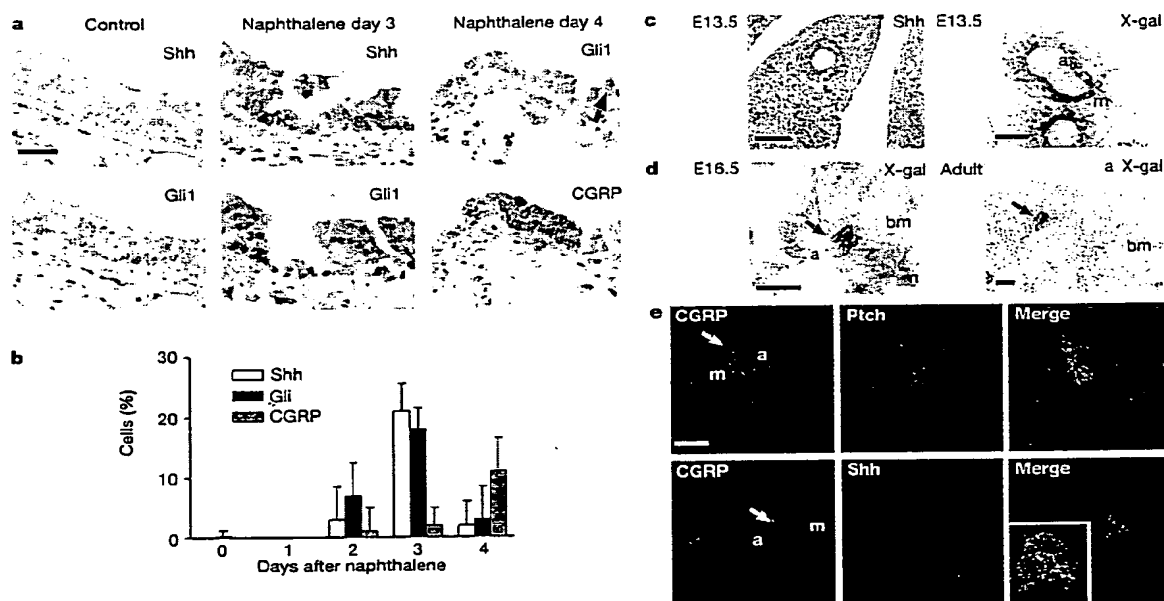 a
Control
Naphthalene day 3
Naphthalene day 4
Shh
Shh
Gli1
Gli1
Gli1
CGRP
b
Cells (%)
30
20
10
0
Shh
Gli
CGRP
0 1 2 3 4
Days after naphthalene
c
E13.5
Shh
E13.5
X-gal
a
m
d
E16.5
X-gal
Adult
a X-gal
bm
a
m
bm
e
CGRP
Ptch
Merge
a
m
CGRP
Shh
Merge
m
a